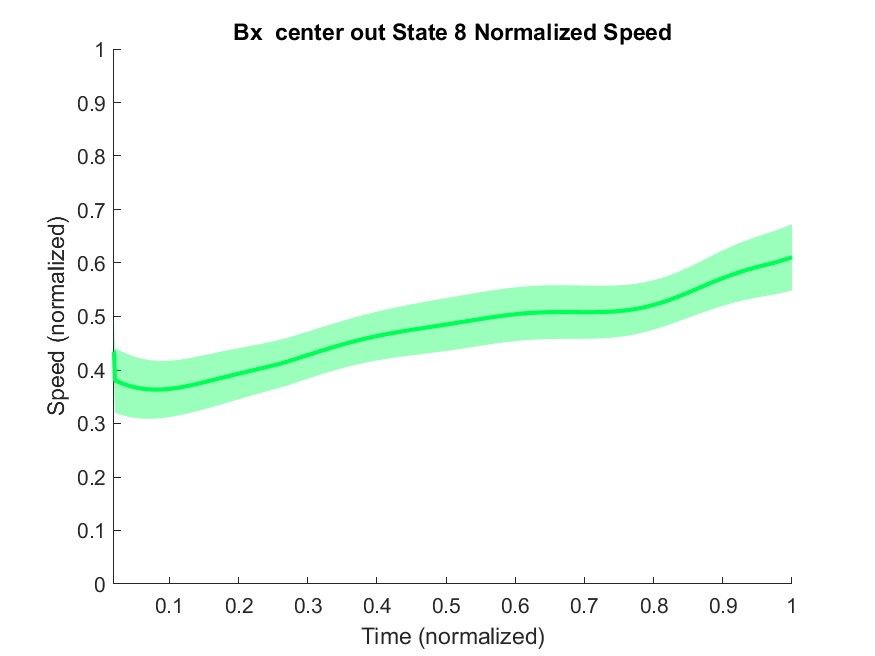 Bx  center out State 8 Normalized Speed
1
0.9
0.8
0.7
0.6
0.5
0.4
0.3
0.2
0.1
0
Speed (normalized)
0.1 0.2 0.3 0.4 0.5 0.6 0.7 0.8 0.9 1
Time (normalized)